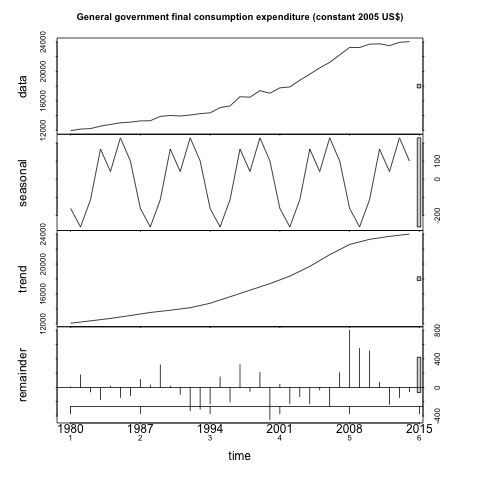 General government final consumption expenditure (constant 2005 US$)
data
12000 16000 20000 24000
seasonal
-200 0 100
trend
12000 16000 20000 24000
remainder
-400 0 400 800
1980 1987 1994 2001 2008 2015
1 2 3 4 5 6
time